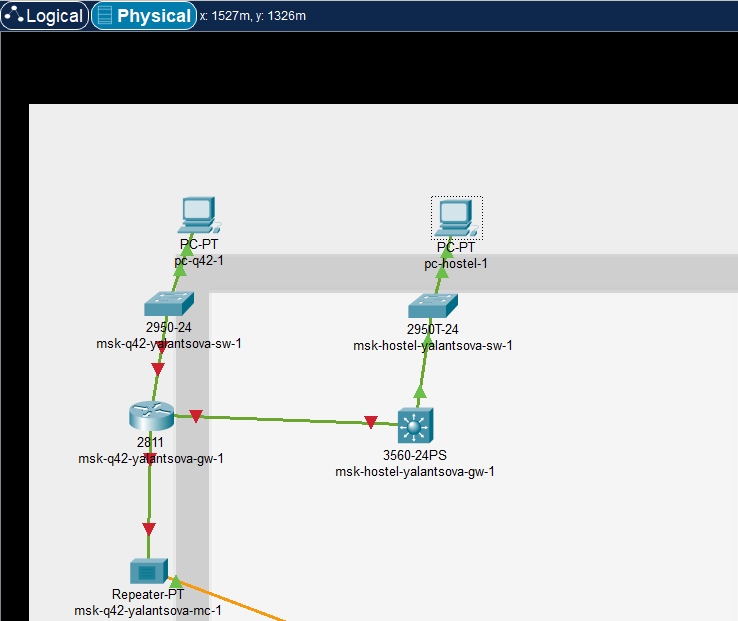 Logical Physical x: 1527m, y: 1326m
PC-PT
pc-q42-1
PC-PT
pc-hostel-1
2950-24
msk-q42-yalantsova-sw-1
2950T-24
msk-hostel-yalantsova-sw-1
2811
msk-q42-yalantsova-gw-1
3560-24PS
msk-hostel-yalantsova-gw-1
Repeater-PT
msk-q42-yalantsova-mc-1